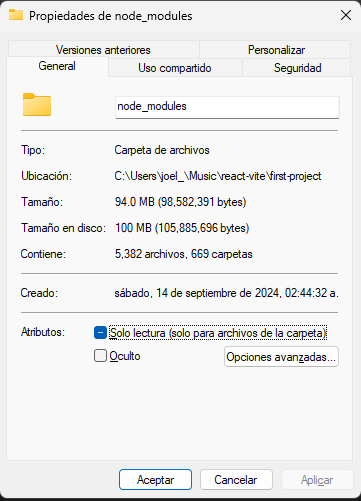 Propiedades de node_modules
Versiones anteriores Personalizar
General Uso compartido Seguridad
node_modules
Tipo: Carpeta de archivos
Ubicación: C:\Users\joel_\Music\react-vite\first-project
Tamaño: 94.0 MB (98,582,391 bytes)
Tamaño en disco: 100 MB (105,885,696 bytes)
Contiene: 5,382 archivos, 669 carpetas
Creado: sábado, 14 de septiembre de 2024, 02:44:32 a.
Atributos: Solo lectura (solo para archivos de la carpeta)
Oculto Opciones avanzadas...
Aceptar Cancelar Aplicar